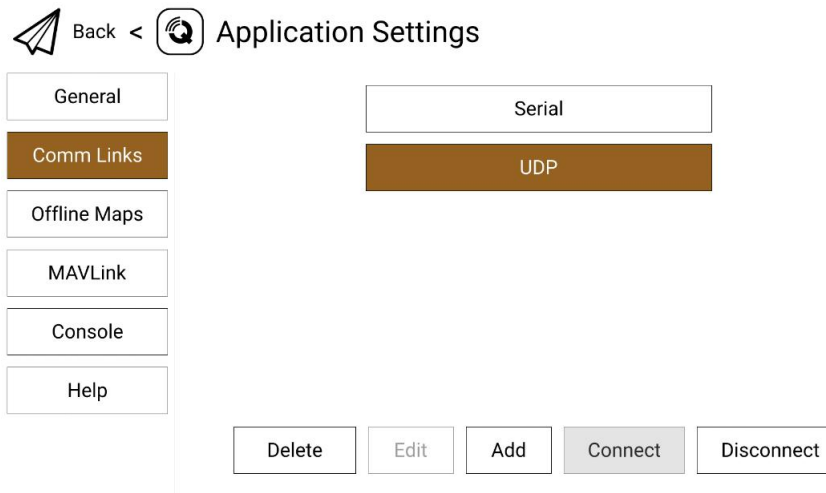 Back < Application Settings
General
Comm Links
Offline Maps
MAVLink
Console
Help
Serial
UDP
Delete Edit Add Connect Disconnect